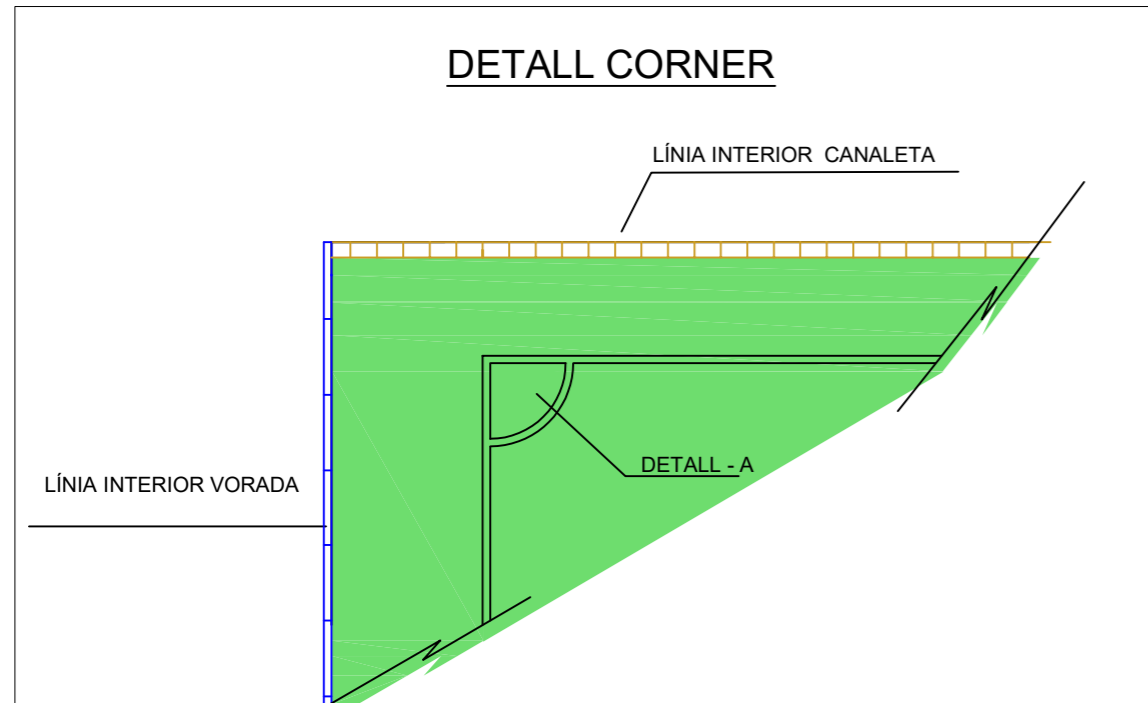 DETALL CORNER
LÍNIA INTERIOR CANALETA
DETALL - A
LÍNIA INTERIOR VORADA